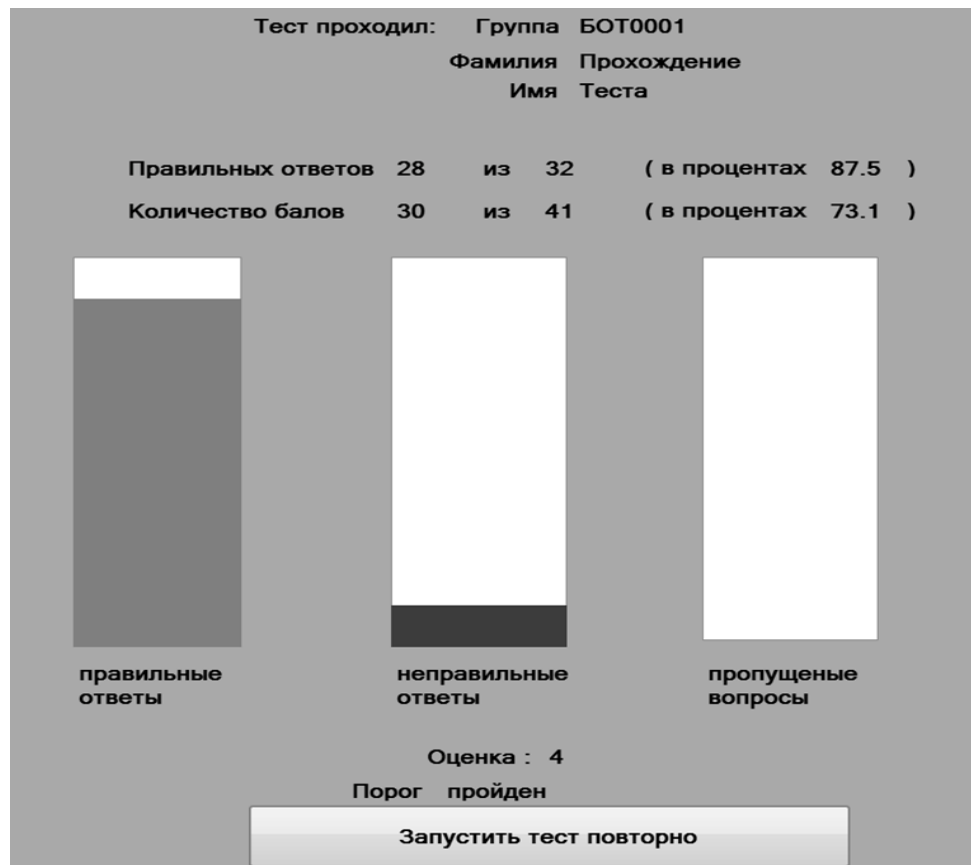 Тест проходил: Группа БОТ0001
Фамилия Прохождение
Имя Теста
Правильных ответов 28 из 32 ( в процентах 87.5 )
Количество балов 30 из 41 ( в процентах 73.1 )
правильные ответы
неправильные ответы
пропущеные вопросы
Оценка : 4
Порог пройден
Запустить тест повторно